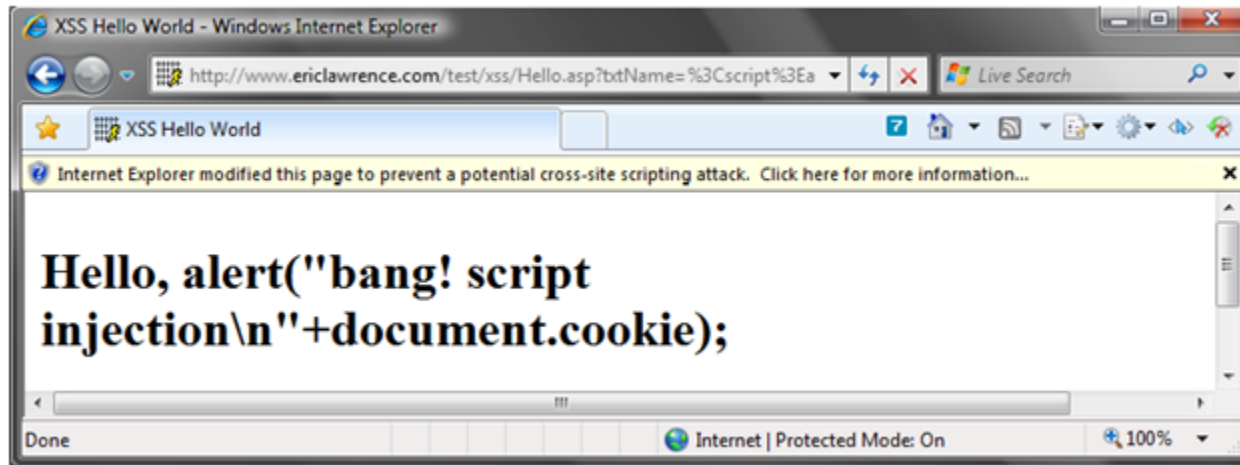 XSS Hello World - Windows Internet Explorer
http://www.ericlawrence.com/test/xss/Hello.asp?txtName=%3Cscript%3Ea
Live Search
XSS Hello World
7
Internet Explorer modified this page to prevent a potential cross-site scripting attack. Click here for more information...
Hello, alert("bang! script
injection\n"+document.cookie);
Done
Internet | Protected Mode: On
100%